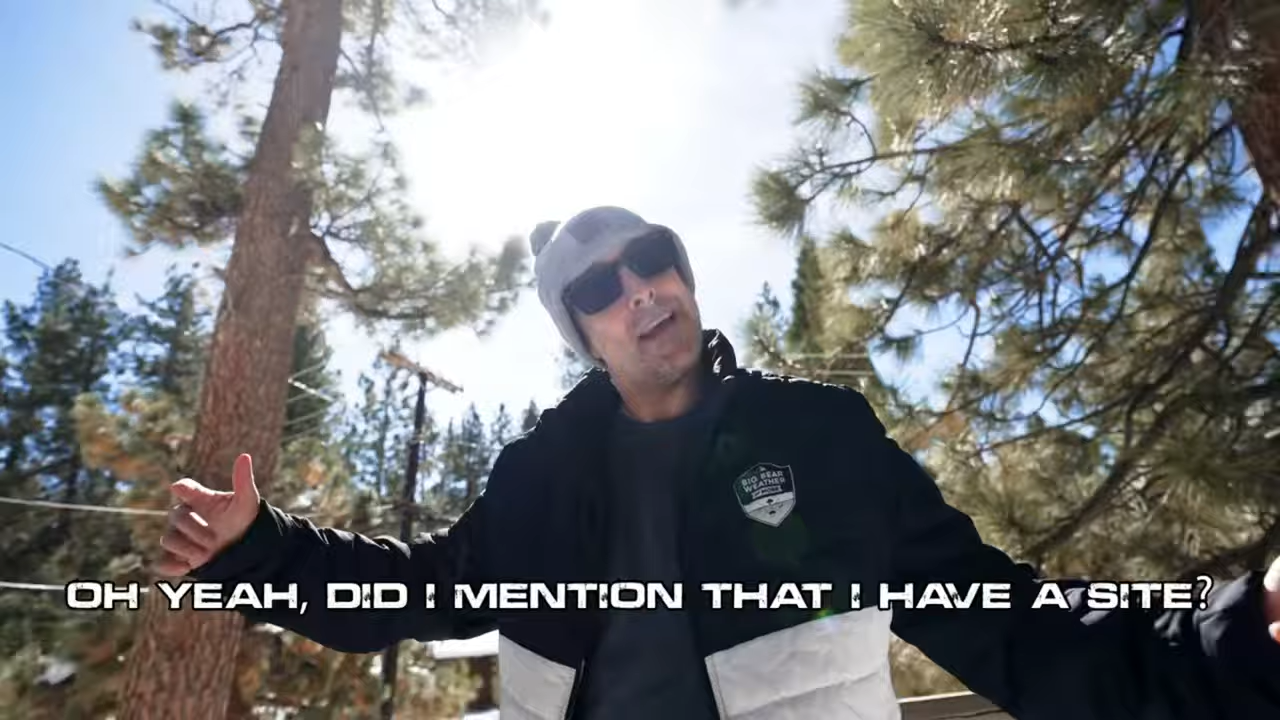 BIG BEAR
WEATHER
OH YEAH, DID I MENTION THAT I HAVE A SITE?